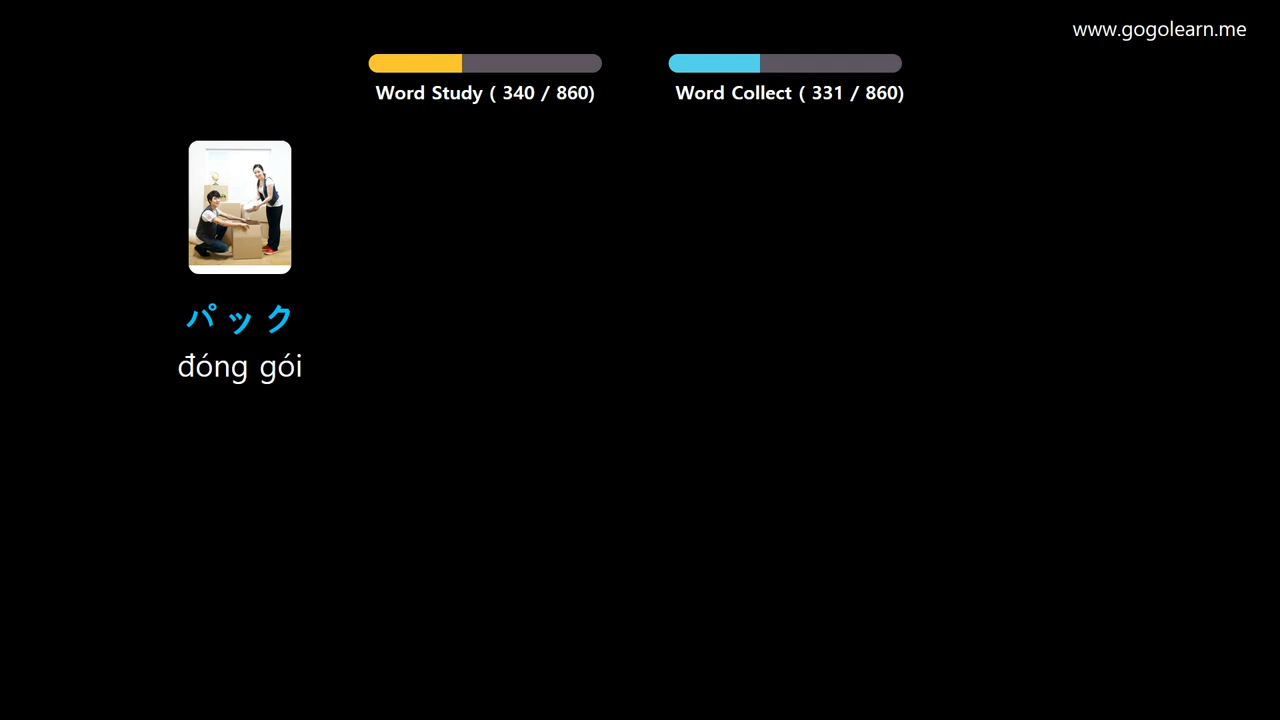 www.gogolearn.me
Word Study ( 340 / 860)
Word Collect ( 331 / 860)
パック
đóng gói